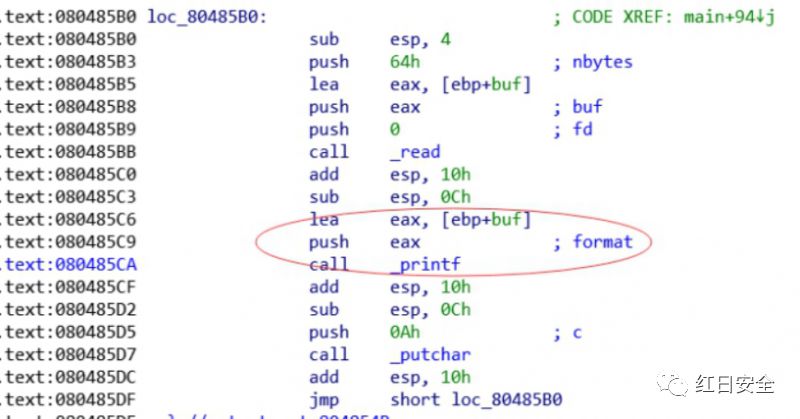 .text:080485B0 loc_80485B0: ; CODE XREF: main+94↓j
.text:080485B0 sub esp, 4
.text:080485B3 push 64h ; nbytes
.text:080485B5 lea eax, [ebp+buf]
.text:080485B8 push eax ; buf
.text:080485B9 push 0 ; fd
.text:080485BB call _read
.text:080485C0 add esp, 10h
.text:080485C3 sub esp, 0Ch
.text:080485C6 lea eax, [ebp+buf]
.text:080485C9 push eax ; format
.text:080485CA call _printf
.text:080485CF add esp, 10h
.text:080485D2 sub esp, 0Ch
.text:080485D5 push 0Ah ; c
.text:080485D7 call _putchar
.text:080485DC add esp, 10h
.text:080485DF jmp short loc_80485B0
红日安全